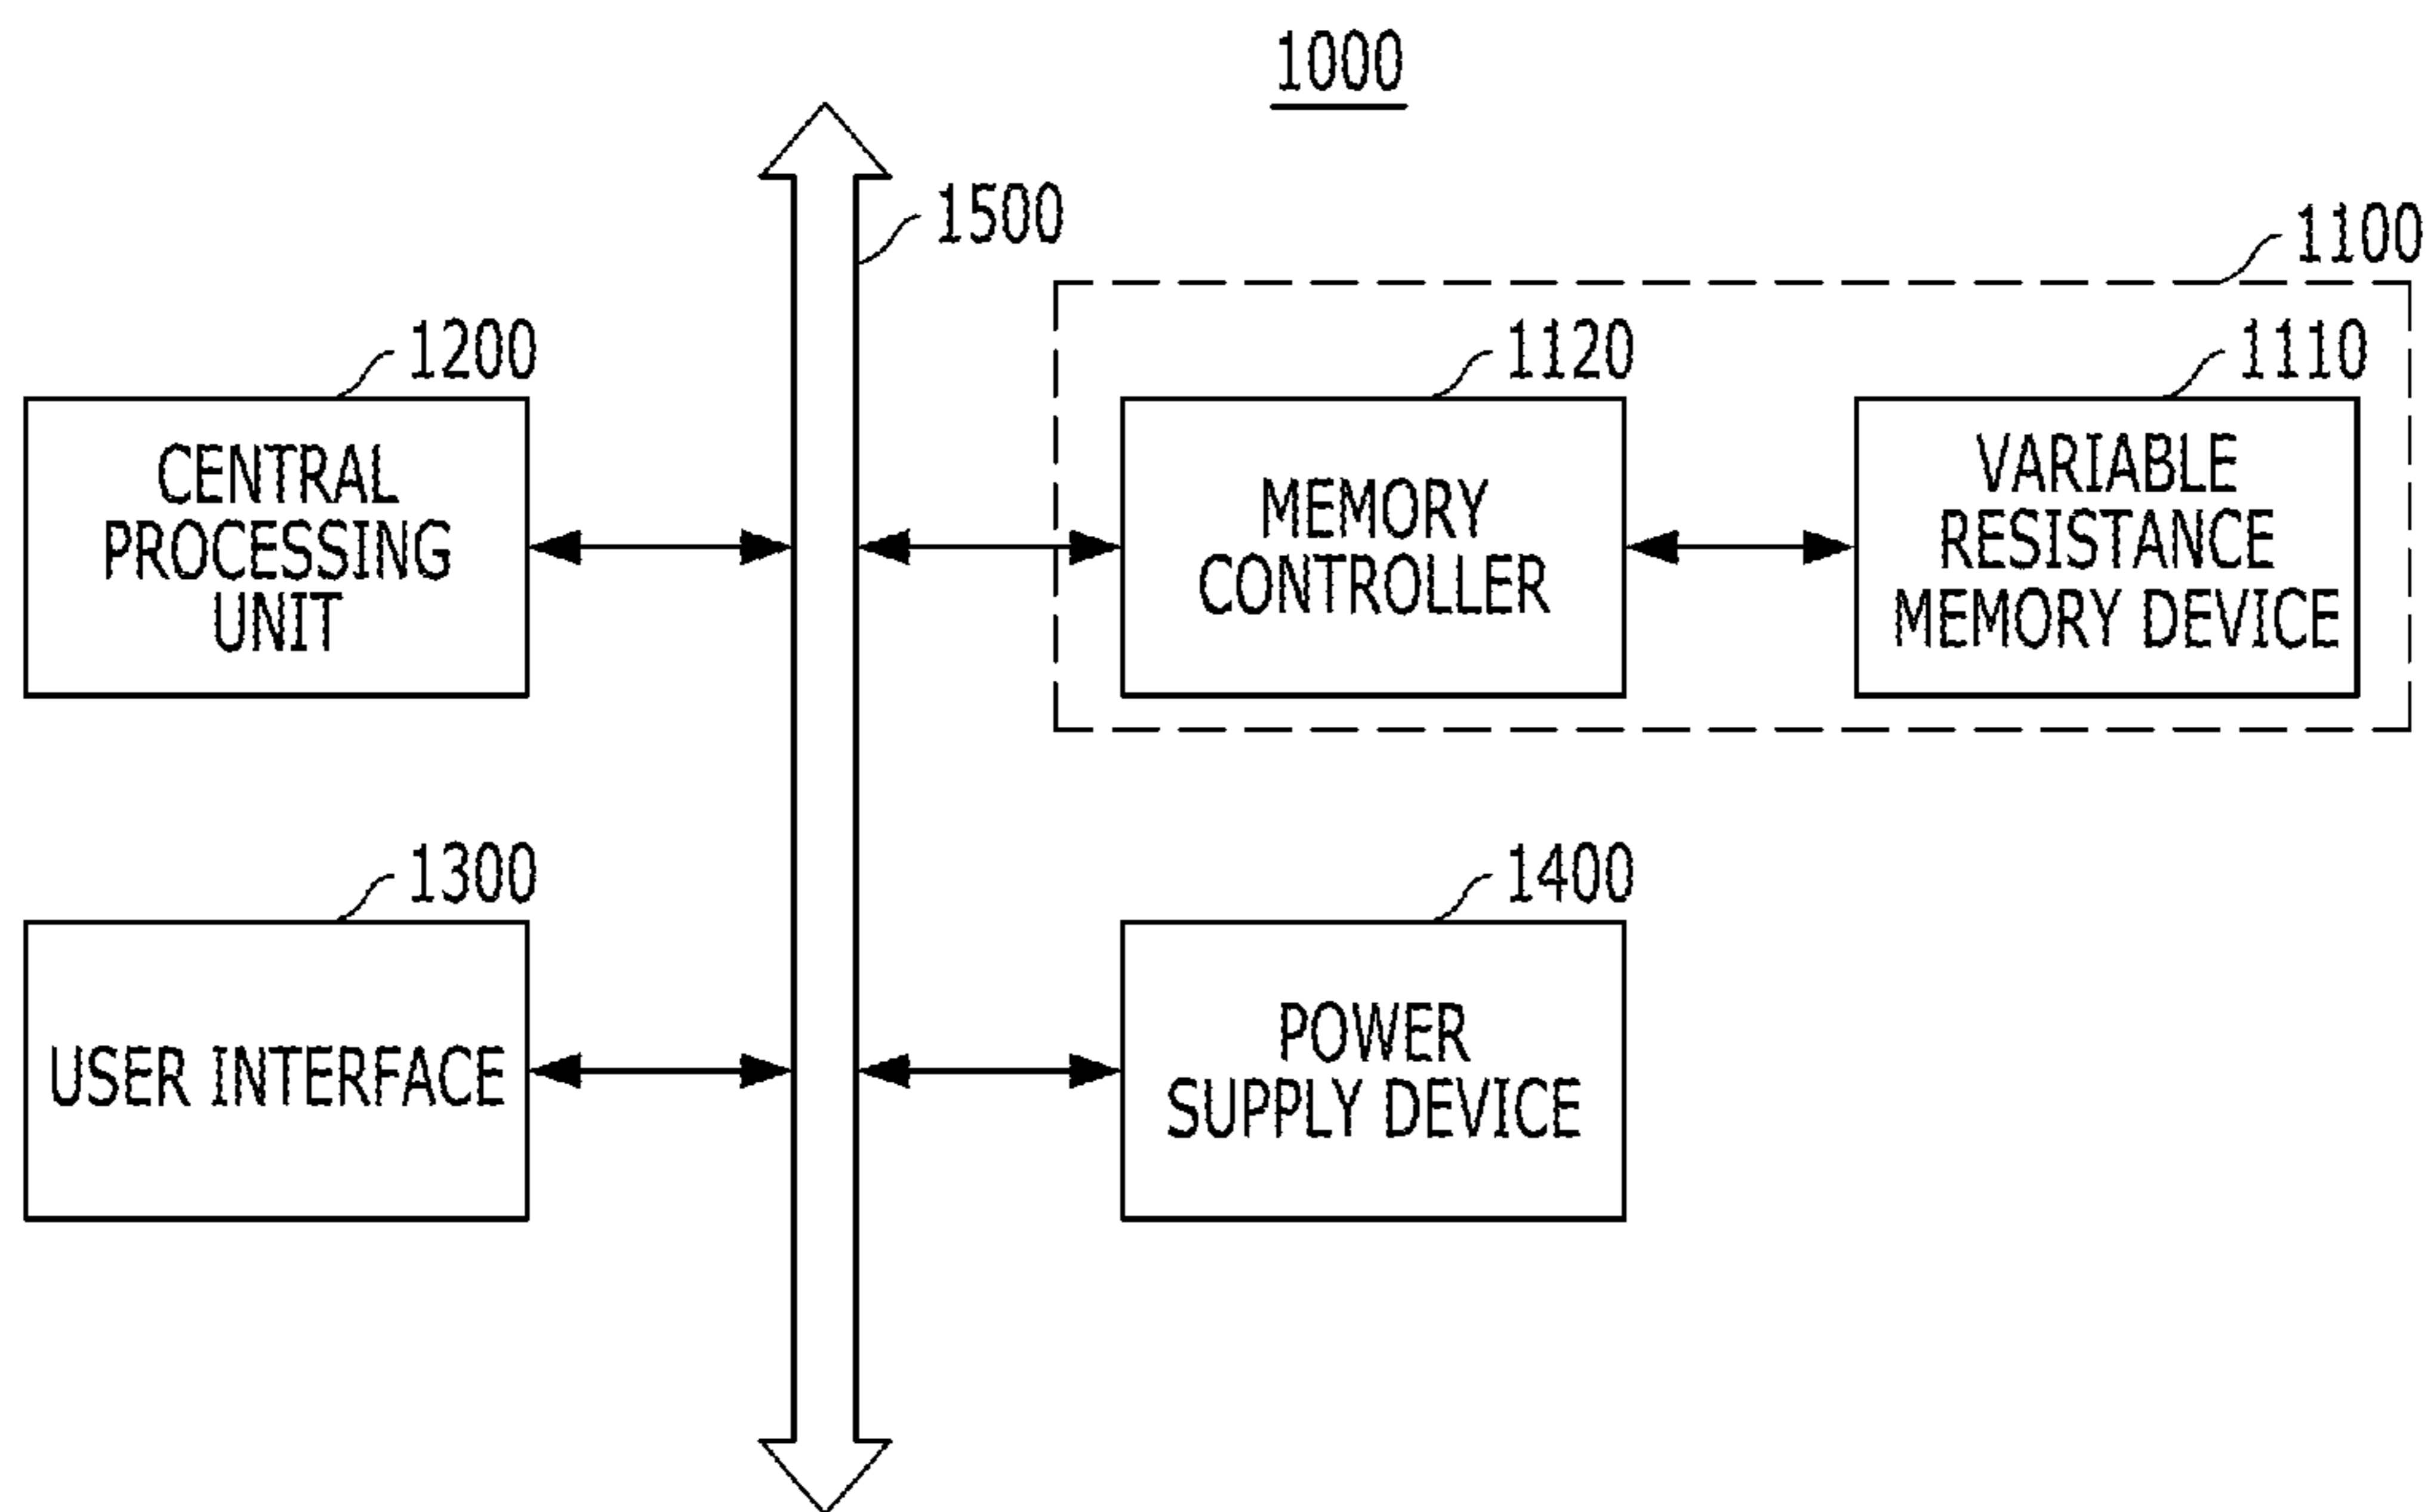 1000
1500
1100
1200
1120
1110
CENTRAL
PROCESSING
UNIT
MEMORY
CONTROLLER
VARIABLE
RESISTANCE
MEMORY DEVICE
1300
1400
USER INTERFACE
POWER
SUPPLY DEVICE